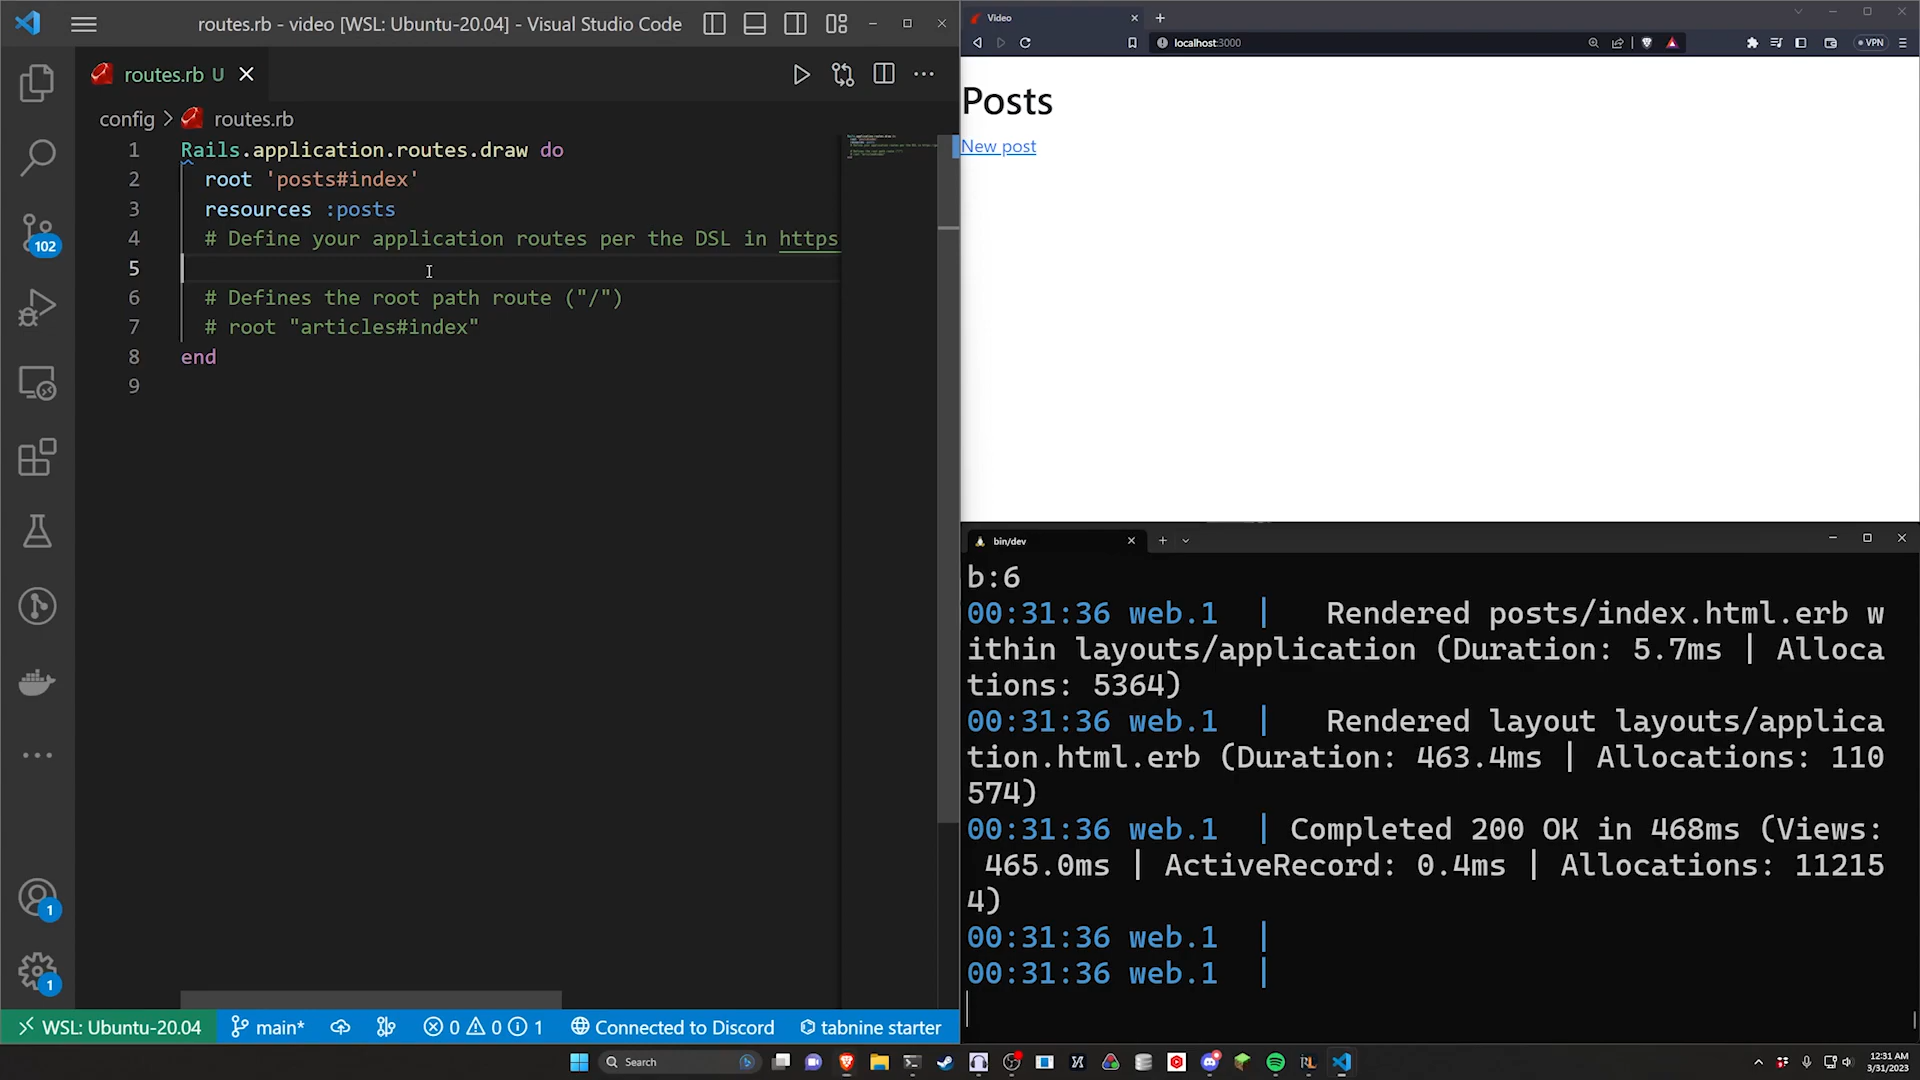 routes.rb - video [WSL: Ubuntu-20.04] - Visual Studio Code
routes.rb U
config > routes.rb
1 Rails.application.routes.draw do
2 root 'posts#index'
3 resources :posts
4 # Define your application routes per the DSL in https
5
6 # Defines the root path route ("/")
7 # root "articles#index"
8 end
9
102
1
1
WSL: Ubuntu-20.04 main* 0 0 1 Connected to Discord tabnine starter
Video
localhost:3000
VPN
Posts
New post
bin/dev
b:6
00:31:36 web.1 | Rendered posts/index.html.erb w
ithin layouts/application (Duration: 5.7ms | Alloca
tions: 5364)
00:31:36 web.1 | Rendered layout layouts/applica
tion.html.erb (Duration: 463.4ms | Allocations: 110
574)
00:31:36 web.1 | Completed 200 OK in 468ms (Views:
465.0ms | ActiveRecord: 0.4ms | Allocations: 11215
4)
00:31:36 web.1 |
00:31:36 web.1 |
Search
12:31 AM
3/31/2023